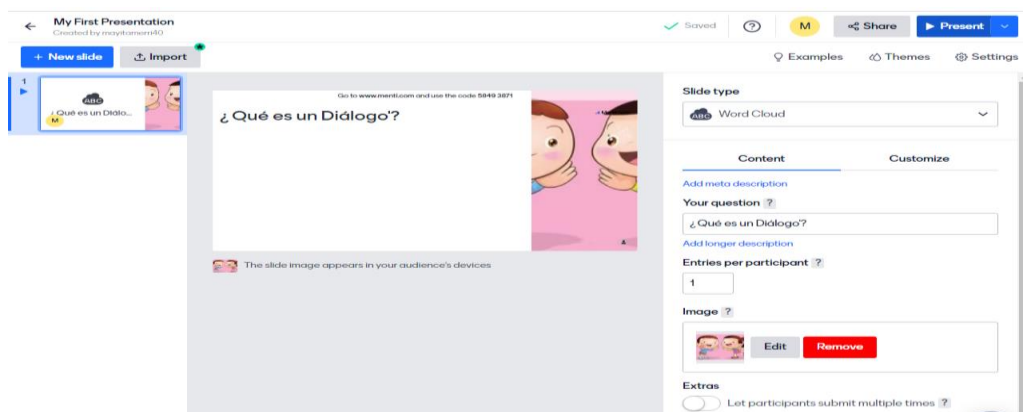 My First Presentation
Created by mayitamerri40
Saved
?
M
Share
Present
+ New slide
Import
Examples
Themes
Settings
1
ABC
¿Qué es un Diálo...
M
Go to www.menti.com and use the code 5849 3871
¿Qué es un Diálogo'?
The slide image appears in your audience's devices
Slide type
ABC Word Cloud
Content
Customize
Add meta description
Your question ?
¿Qué es un Diálogo'?
Add longer description
Entries per participant ?
1
Image ?
Edit
Remove
Extras
Let participants submit multiple times ?